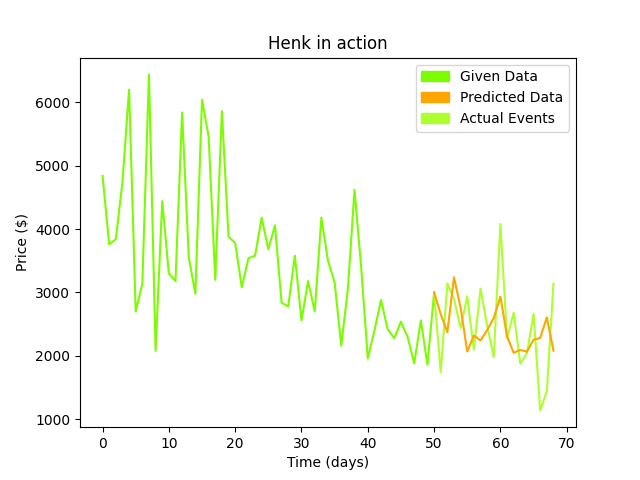 Henk in action
Given Data
Predicted Data
Actual Events
Price ($)
6000
5000
4000
3000
2000
1000
0 10 20 30 40 50 60 70
Time (days)